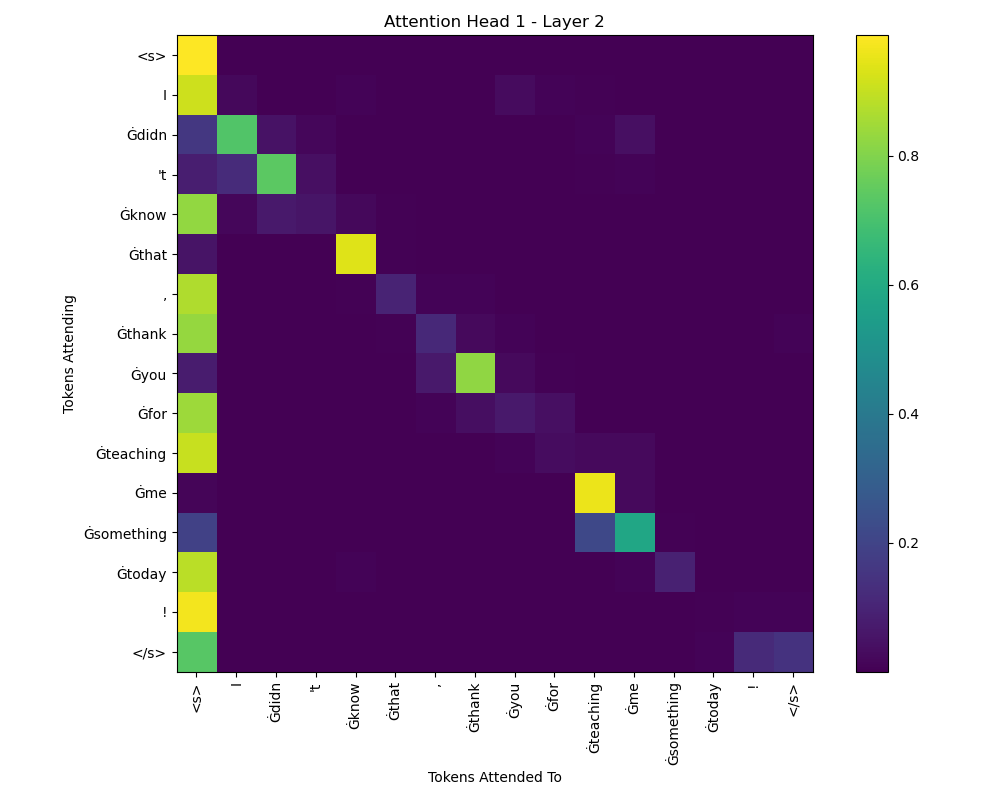 Attention Head 1 - Layer 2
Tokens Attending
<s>
I
Ġdidn
't
Ġknow
Ġthat
,
Ġthank
Ġyou
Ġfor
Ġteaching
Ġme
Ġsomething
Ġtoday
!
</s>
<s>
I
Ġdidn
't
Ġknow
Ġthat
,
Ġthank
Ġyou
Ġfor
Ġteaching
Ġme
Ġsomething
Ġtoday
!
</s>
Tokens Attended To
0.8
0.6
0.4
0.2